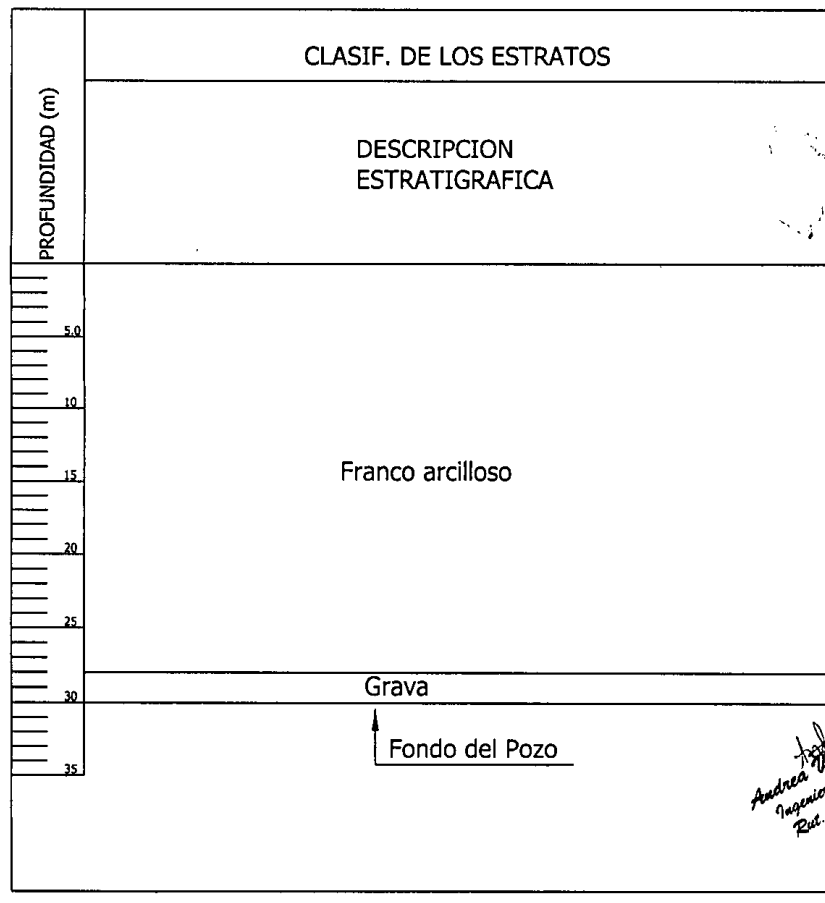 CLASIF. DE LOS ESTRATOS
PROFUNDIDAD (m)
DESCRIPCION
ESTRATIGRAFICA
5.0
10
15
20
25
30
35
Franco arcilloso
Grava
Fondo del Pozo
Andrea
Rut.